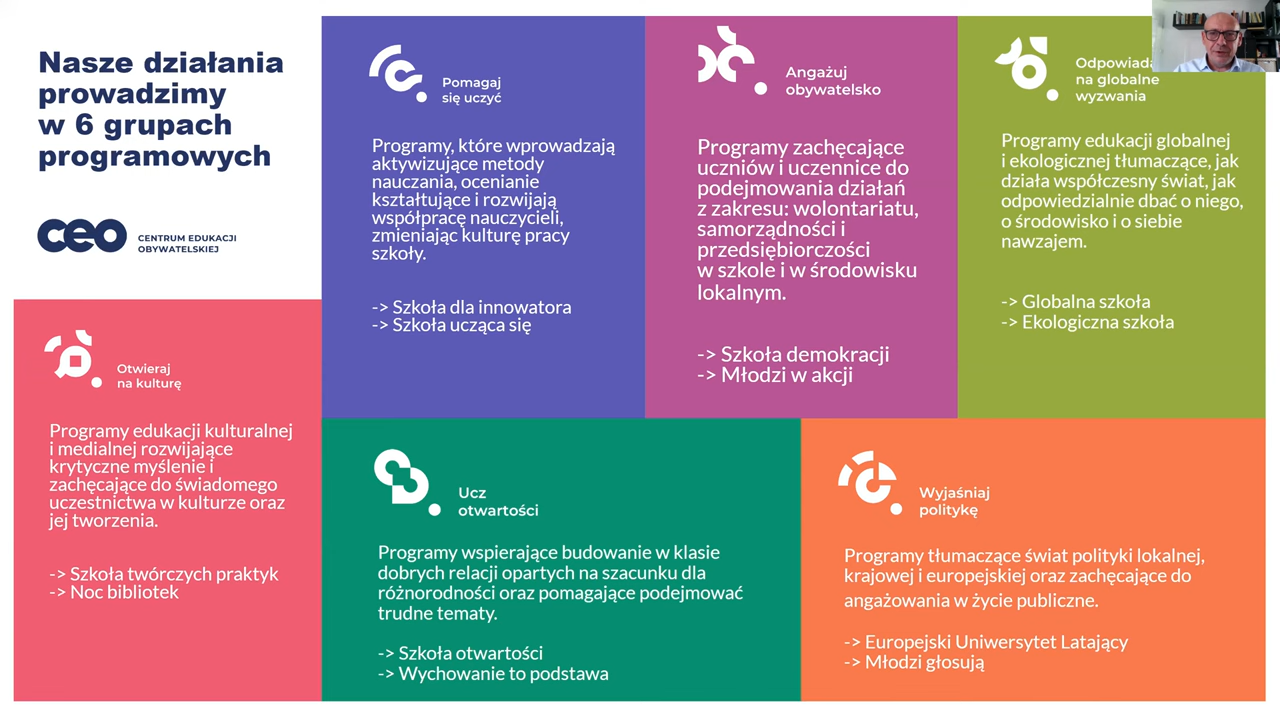 Nasze działania
prowadzimy
w 6 grupach
programowych
ceo
CENTRUM EDUKACJI
OBYWATELSKIEJ
Pomagaj
się uczyć
Programy, które wprowadzają
aktywizujące metody
nauczania, ocenianie
kształtujące i rozwijają
współpracę nauczycieli,
zmieniając kulturę pracy
szkoły.
-> Szkoła dla innowatora
-> Szkoła ucząca się
Angażuj
obywatelsko
Programy zachęcające
uczniów i uczennice do
podejmowania działań
z zakresu: wolontariatu,
samorządności i
przedsiębiorczości
w szkole i w środowisku
lokalnym.
-> Szkoła demokracji
-> Młodzi w akcji
na globalne
wyzwania
Programy edukacji globalnej
i ekologicznej tłumaczące, jak
działa współczesny świat, jak
odpowiedzialnie dbać o niego,
o środowisko i o siebie
nawzajem.
-> Globalna szkoła
-> Ekologiczna szkoła
Otwieraj
na kulturę
Programy edukacji kulturalnej
i medialnej rozwijające
krytyczne myślenie i
zachęcające do świadomego
uczestnictwa w kulturze oraz
jej tworzenia.
-> Szkoła twórczych praktyk
-> Noc bibliotek
Ucz
otwartości
Programy wspierające budowanie w klasie
dobrych relacji opartych na szacunku dla
różnorodności oraz pomagające podejmować
trudne tematy.
-> Szkoła otwartości
-> Wychowanie to podstawa
Wyjaśniaj
politykę
Programy tłumaczące świat polityki lokalnej,
krajowej i europejskiej oraz zachęcające do
angażowania w życie publiczne.
-> Europejski Uniwersytet Latający
-> Młodzi głosują